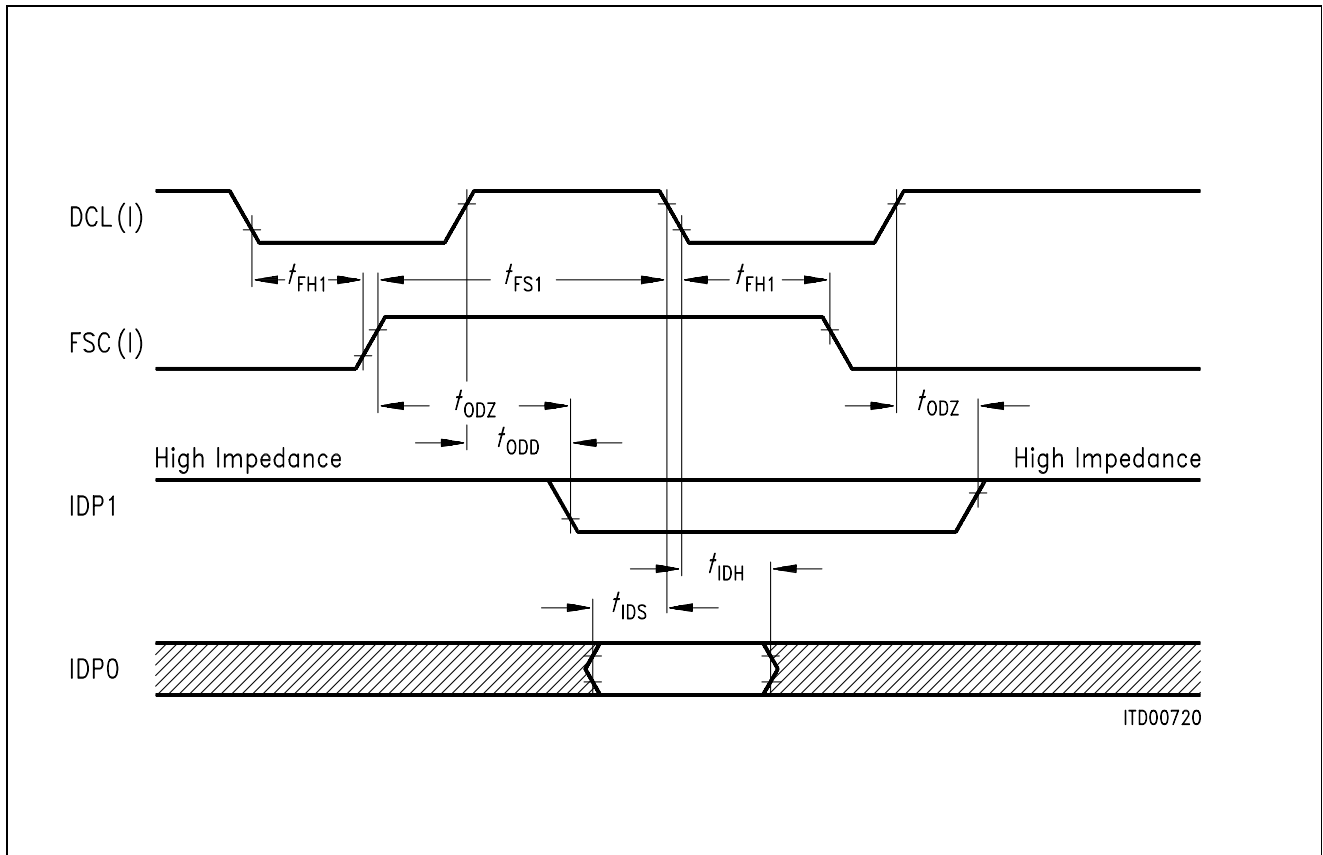 DCL(I)
tFH1
tFS1
tFH1
FSC(I)
tODZ
tODZ
tODD
High Impedance
High Impedance
IDP1
tIDH
tIDS
IDP0
ITD00720